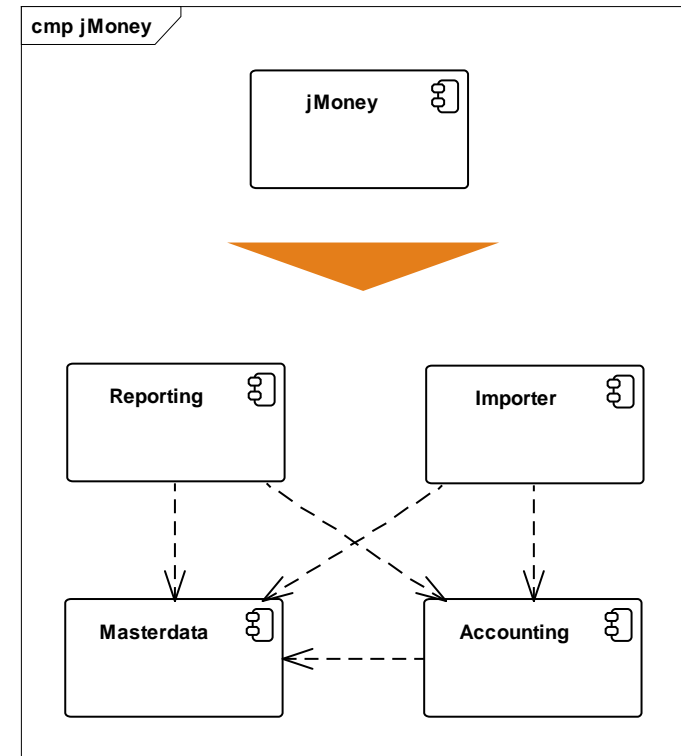 cmp jMoney
jMoney
Reporting
Importer
Masterdata
Accounting